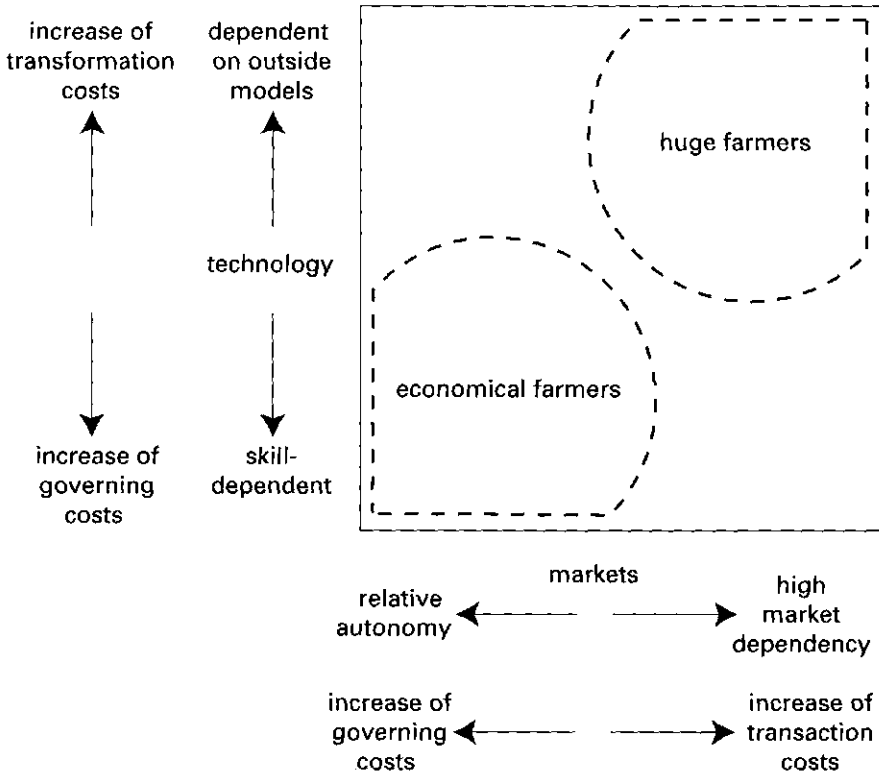 increase of
transformation
costs
dependent
on outside
models
huge farmers
technology
economical farmers
increase of
governing
costs
skill-
dependent
markets
relative
autonomy
high
market
dependency
increase of
governing
costs
increase of
transaction
costs